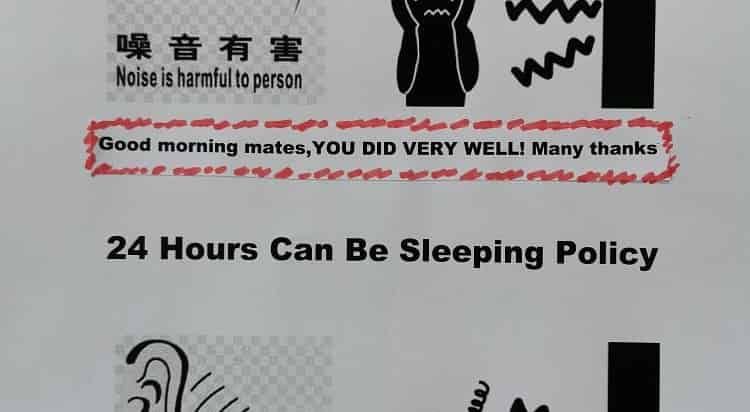 噪音有害
Noise is harmful to person
Good morning mates,YOU DID VERY WELL! Many thanks
24 Hours Can Be Sleeping Policy